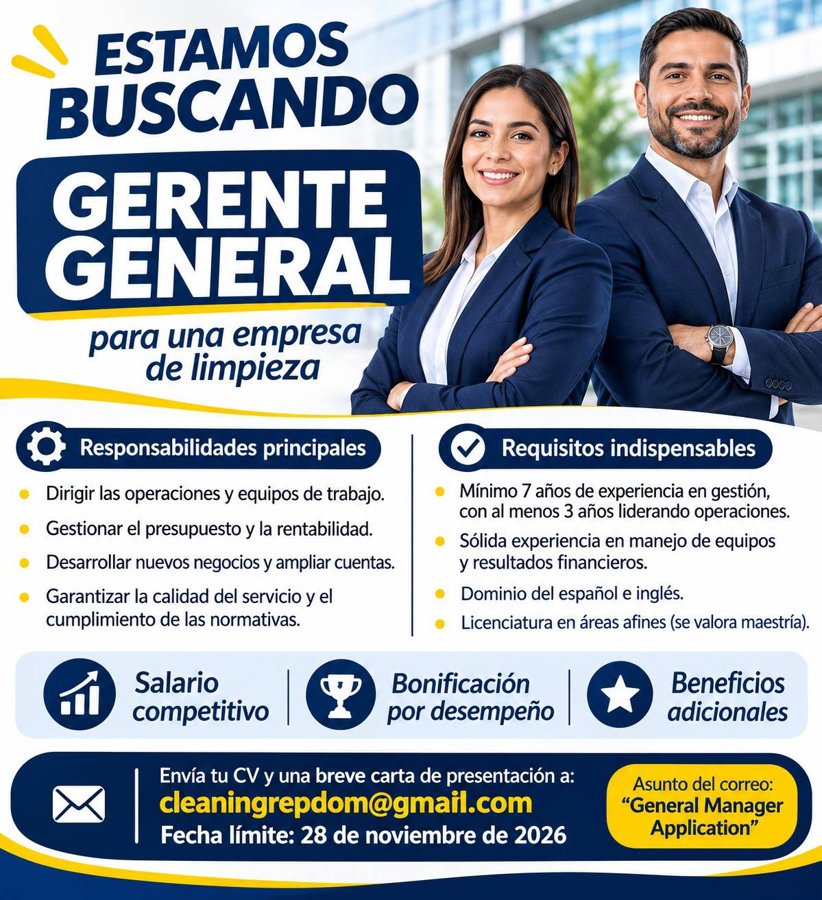 ESTAMOS
BUSCANDO
GERENTE
GENERAL
para una empresa
de limpieza
Responsabilidades principales
Dirigir las operaciones y equipos de trabajo.
Gestionar el presupuesto y la rentabilidad.
Desarrollar nuevos negocios y ampliar cuentas.
Garantizar la calidad del servicio y el
cumplimiento de las normativas.
Requisitos indispensables
Mínimo 7 años de experiencia en gestión,
con al menos 3 años liderando operaciones.
Sólida experiencia en manejo de equipos
y resultados financieros.
Dominio del español e inglés.
Licenciatura en áreas afines (se valora maestría).
Salario
competitivo
Bonificación
por desempeño
Beneficios
adicionales
Envía tu CV y una breve carta de presentación a:
cleaningrepdom@gmail.com
Fecha límite: 28 de noviembre de 2026
Asunto del correo:
“General Manager
Application”